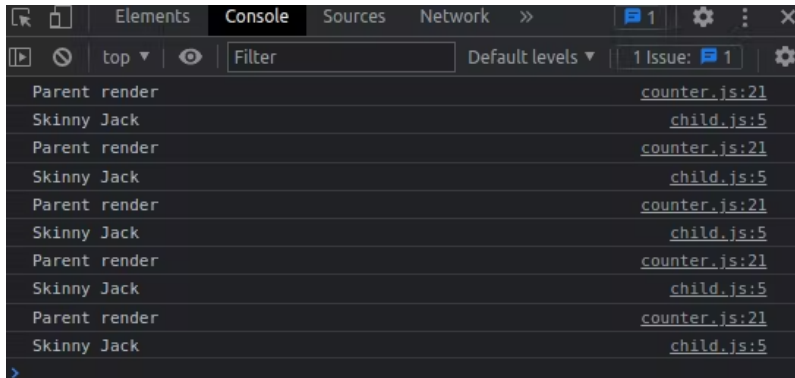 Elements Console Sources Network » 1
top ▼ Filter Default levels ▼ 1 Issue: 1
Parent render counter.js:21
Skinny Jack child.js:5
Parent render counter.js:21
Skinny Jack child.js:5
Parent render counter.js:21
Skinny Jack child.js:5
Parent render counter.js:21
Skinny Jack child.js:5
Parent render counter.js:21
Skinny Jack child.js:5
>